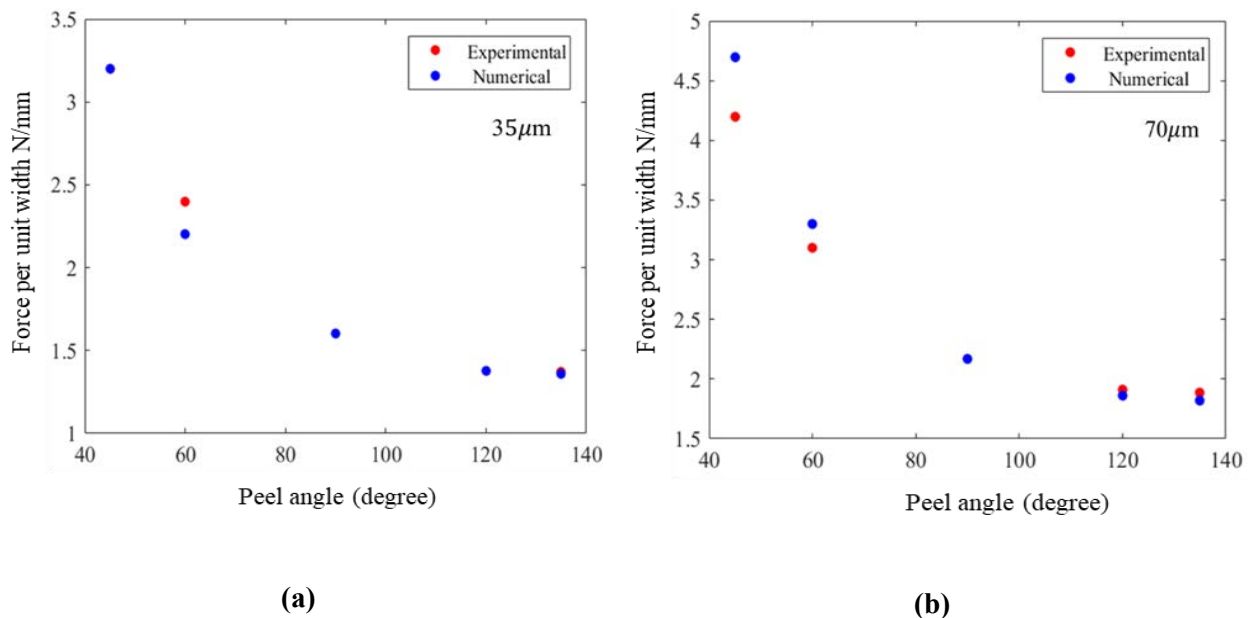 3.5
3
2.5
2
1.5
1
40
60
80
100
120
140
Force per unit width N/mm
Peel angle (degree)
Experimental
Numerical
35μm
(a)
5
4.5
4
3.5
3
2.5
2
1.5
40
60
80
100
120
140
Force per unit width N/mm
Peel angle (degree)
Experimental
Numerical
70μm
(b)